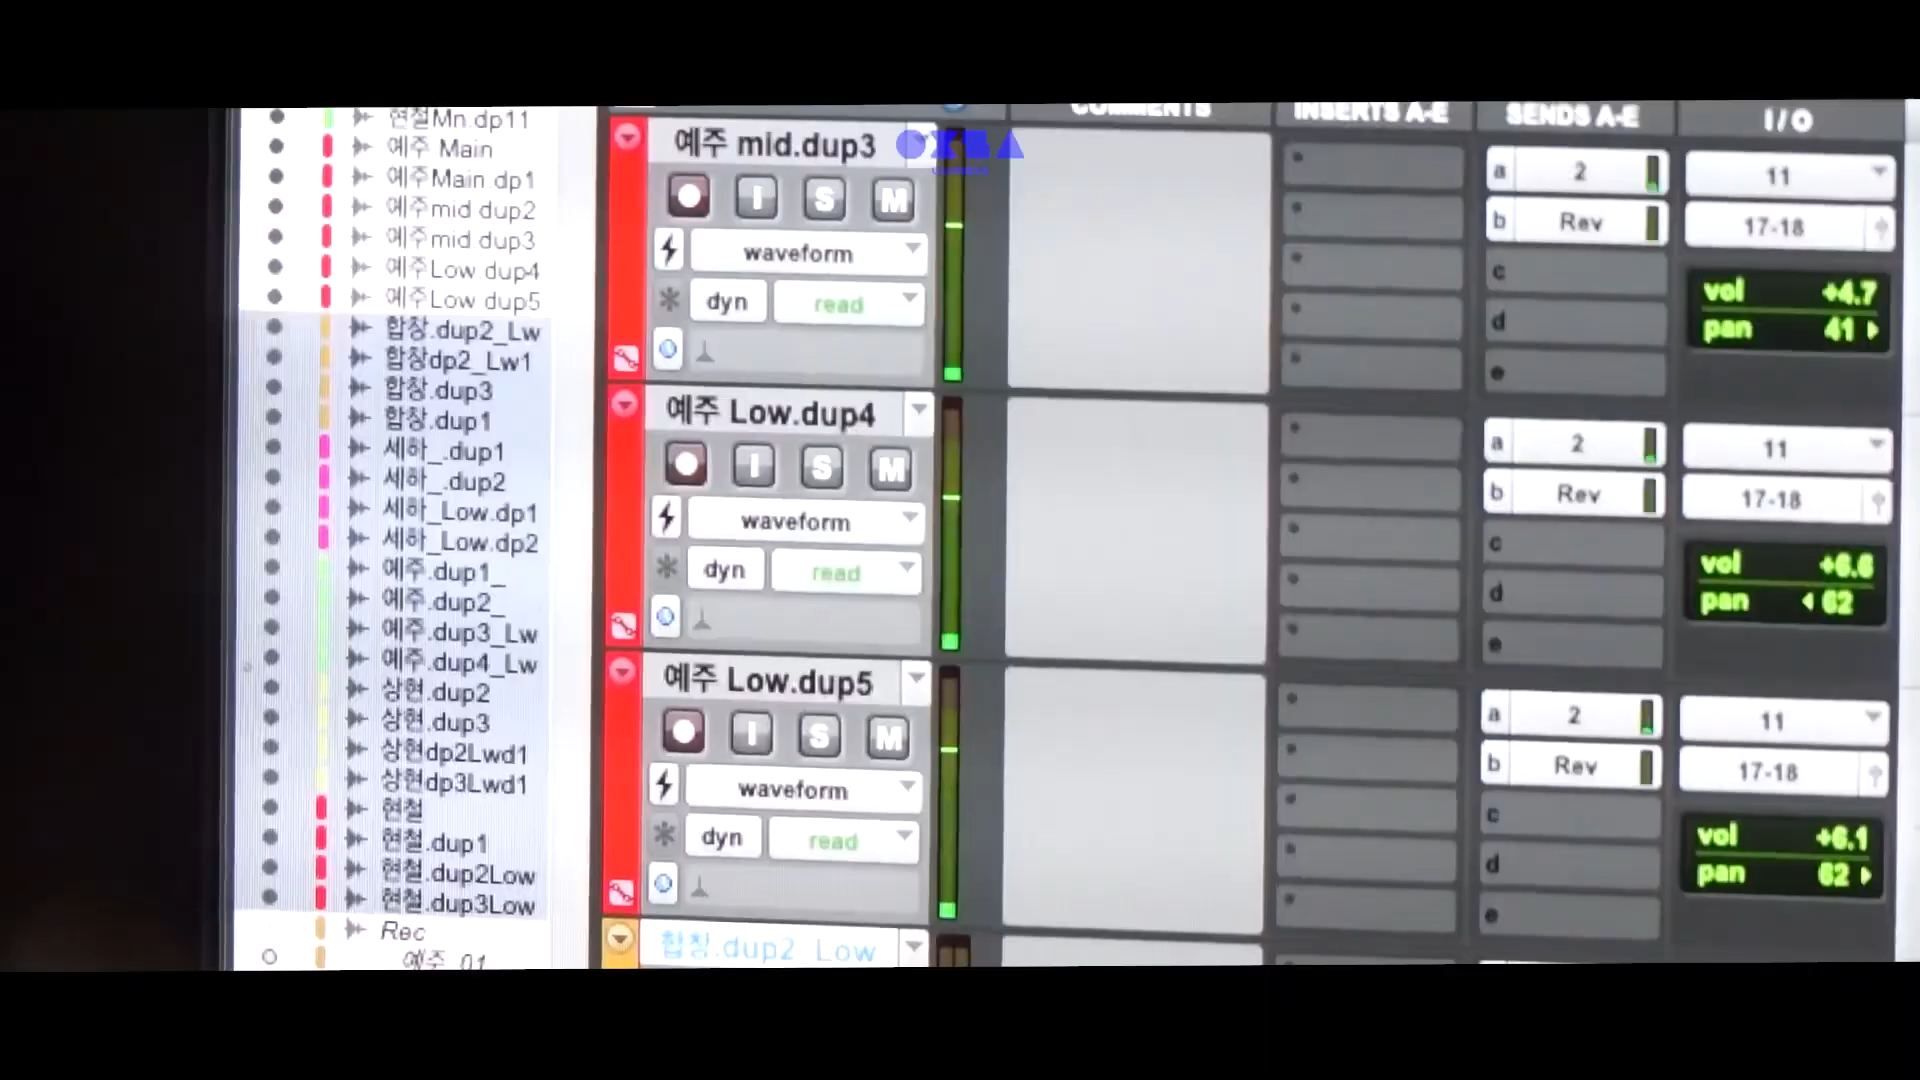 현철Mn.dp11
예주 Main
예주Main.dp1
예주mid dup2
예주mid dup3
예주Low.dup4
예주Low dup5
합창.dup2_Lw
합창dp2_Lw1
합창.dup3
합창.dup1
세하_.dup1
세하_.dup2
세하_Low.dp1
세하_Low.dp2
예주.dup1_
예주.dup2_
예주.dup3_Lw
예주.dup4_Lw
상현.dup2
상현.dup3
상현dp2Lwd1
상현dp3Lwd1
현철
현철.dup1
현철.dup2Low
현철.dup3Low
Rec
예주_01
COMMENTS INSERTS A-E SENDS A-E I/O
예주 mid.dup3
I S M
waveform
dyn read
a 2
b Rev
c
d
e
11
17-18
vol +4.7
pan 41
예주 Low.dup4
I S M
waveform
dyn read
a 2
b Rev
c
d
e
11
17-18
vol +6.6
pan 62
예주 Low.dup5
I S M
waveform
dyn read
a 2
b Rev
c
d
e
11
17-18
vol +6.1
pan 62
합창.dup2_Low